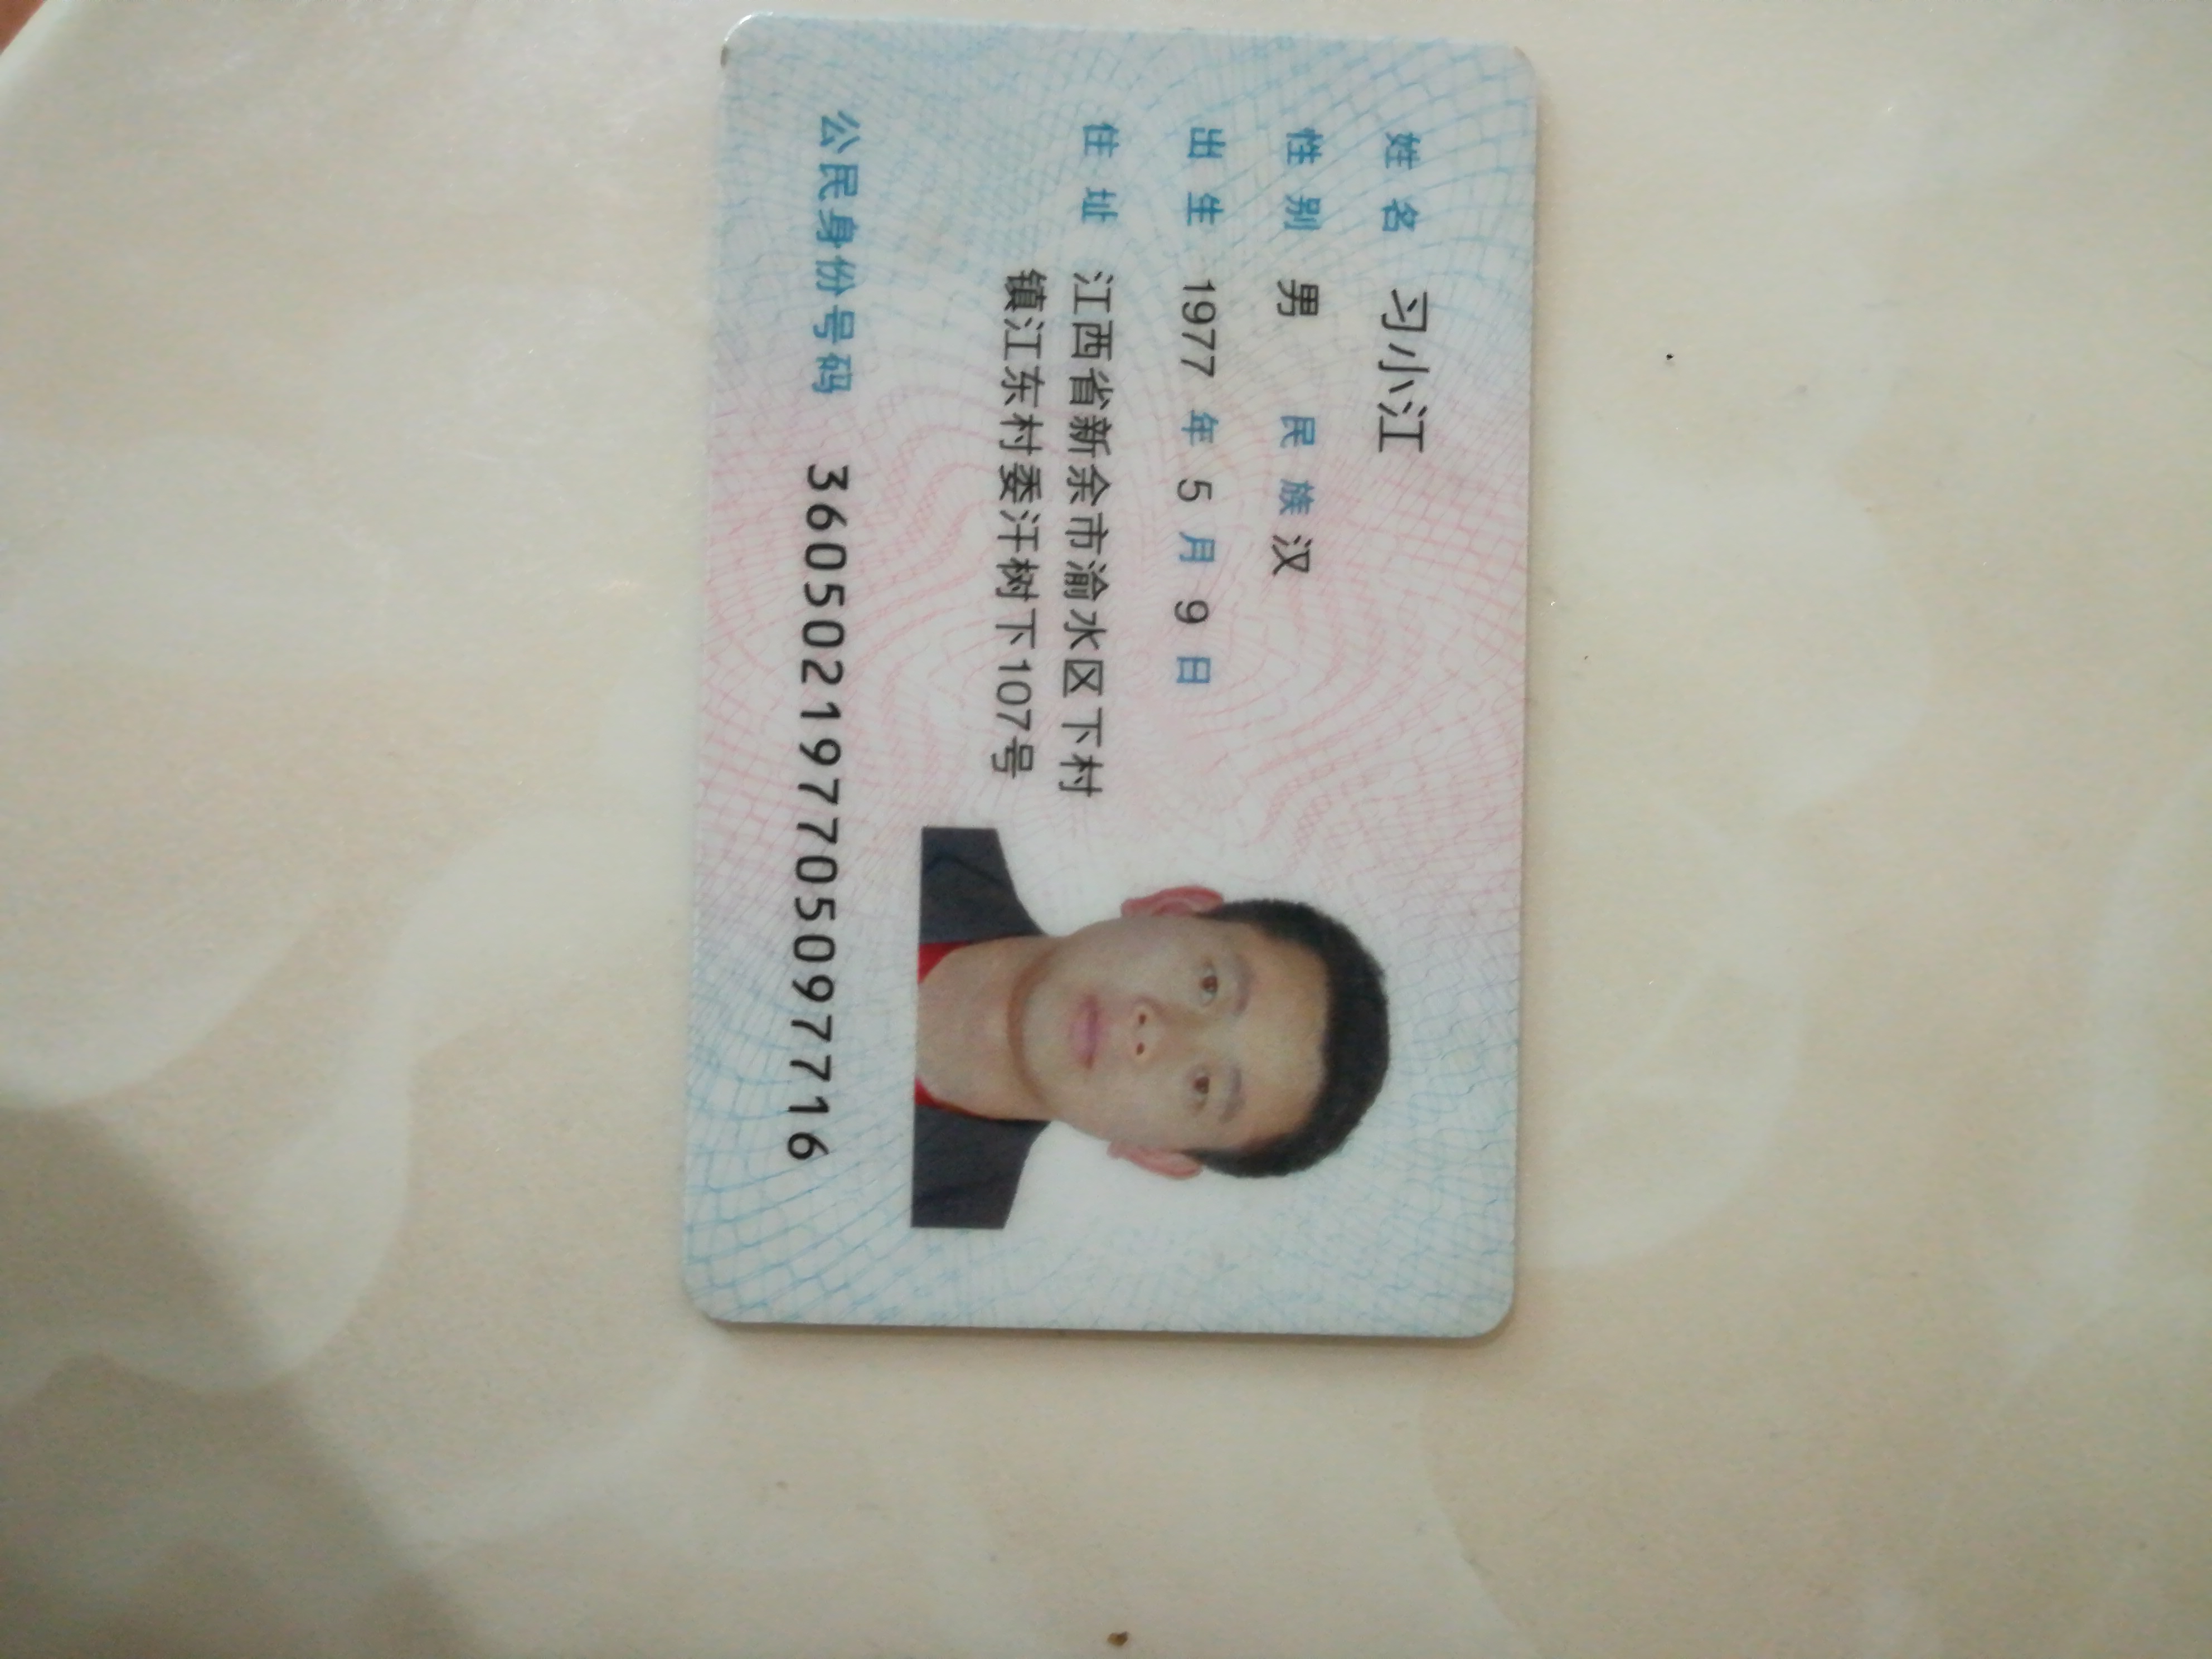 姓名 习小江
性别 男 民族 汉
出生 1977 年 5 月 9 日
住址 江西省新余市渝水区下村
镇江东村委汗树下107号
公民身份号码 360502197705097716